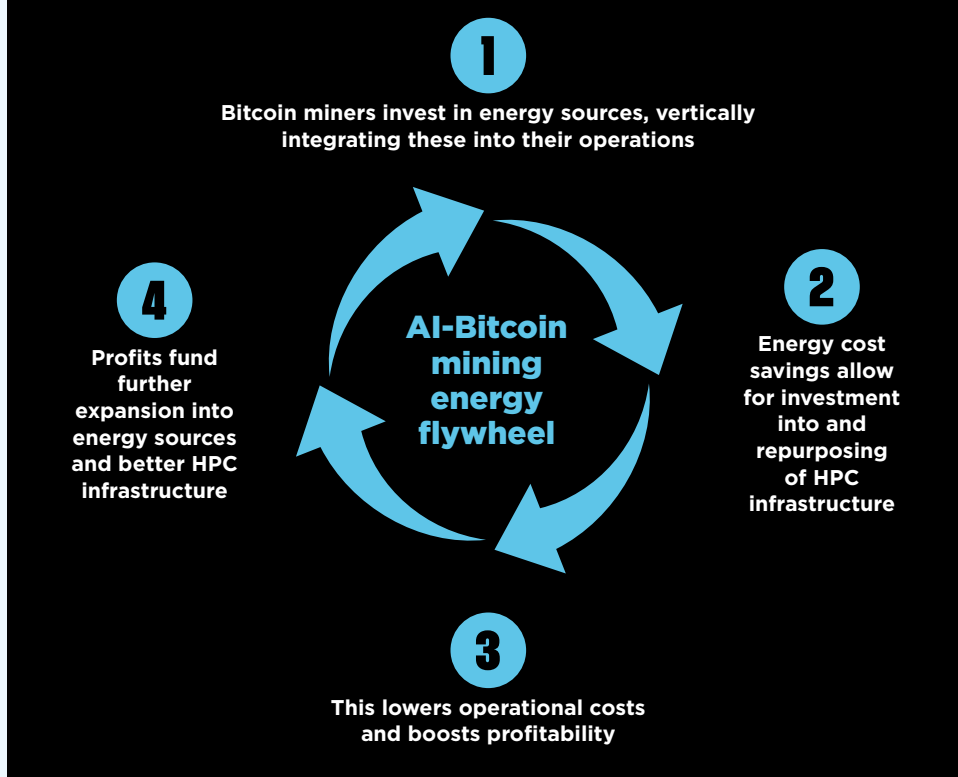 1
Bitcoin miners invest in energy sources, vertically
integrating these into their operations
2
Energy cost
savings allow
for investment
into and
repurposing
of HPC
infrastructure
3
This lowers operational costs
and boosts profitability
4
Profits fund
further
expansion into
energy sources
and better HPC
infrastructure
AI-Bitcoin
mining
energy
flywheel